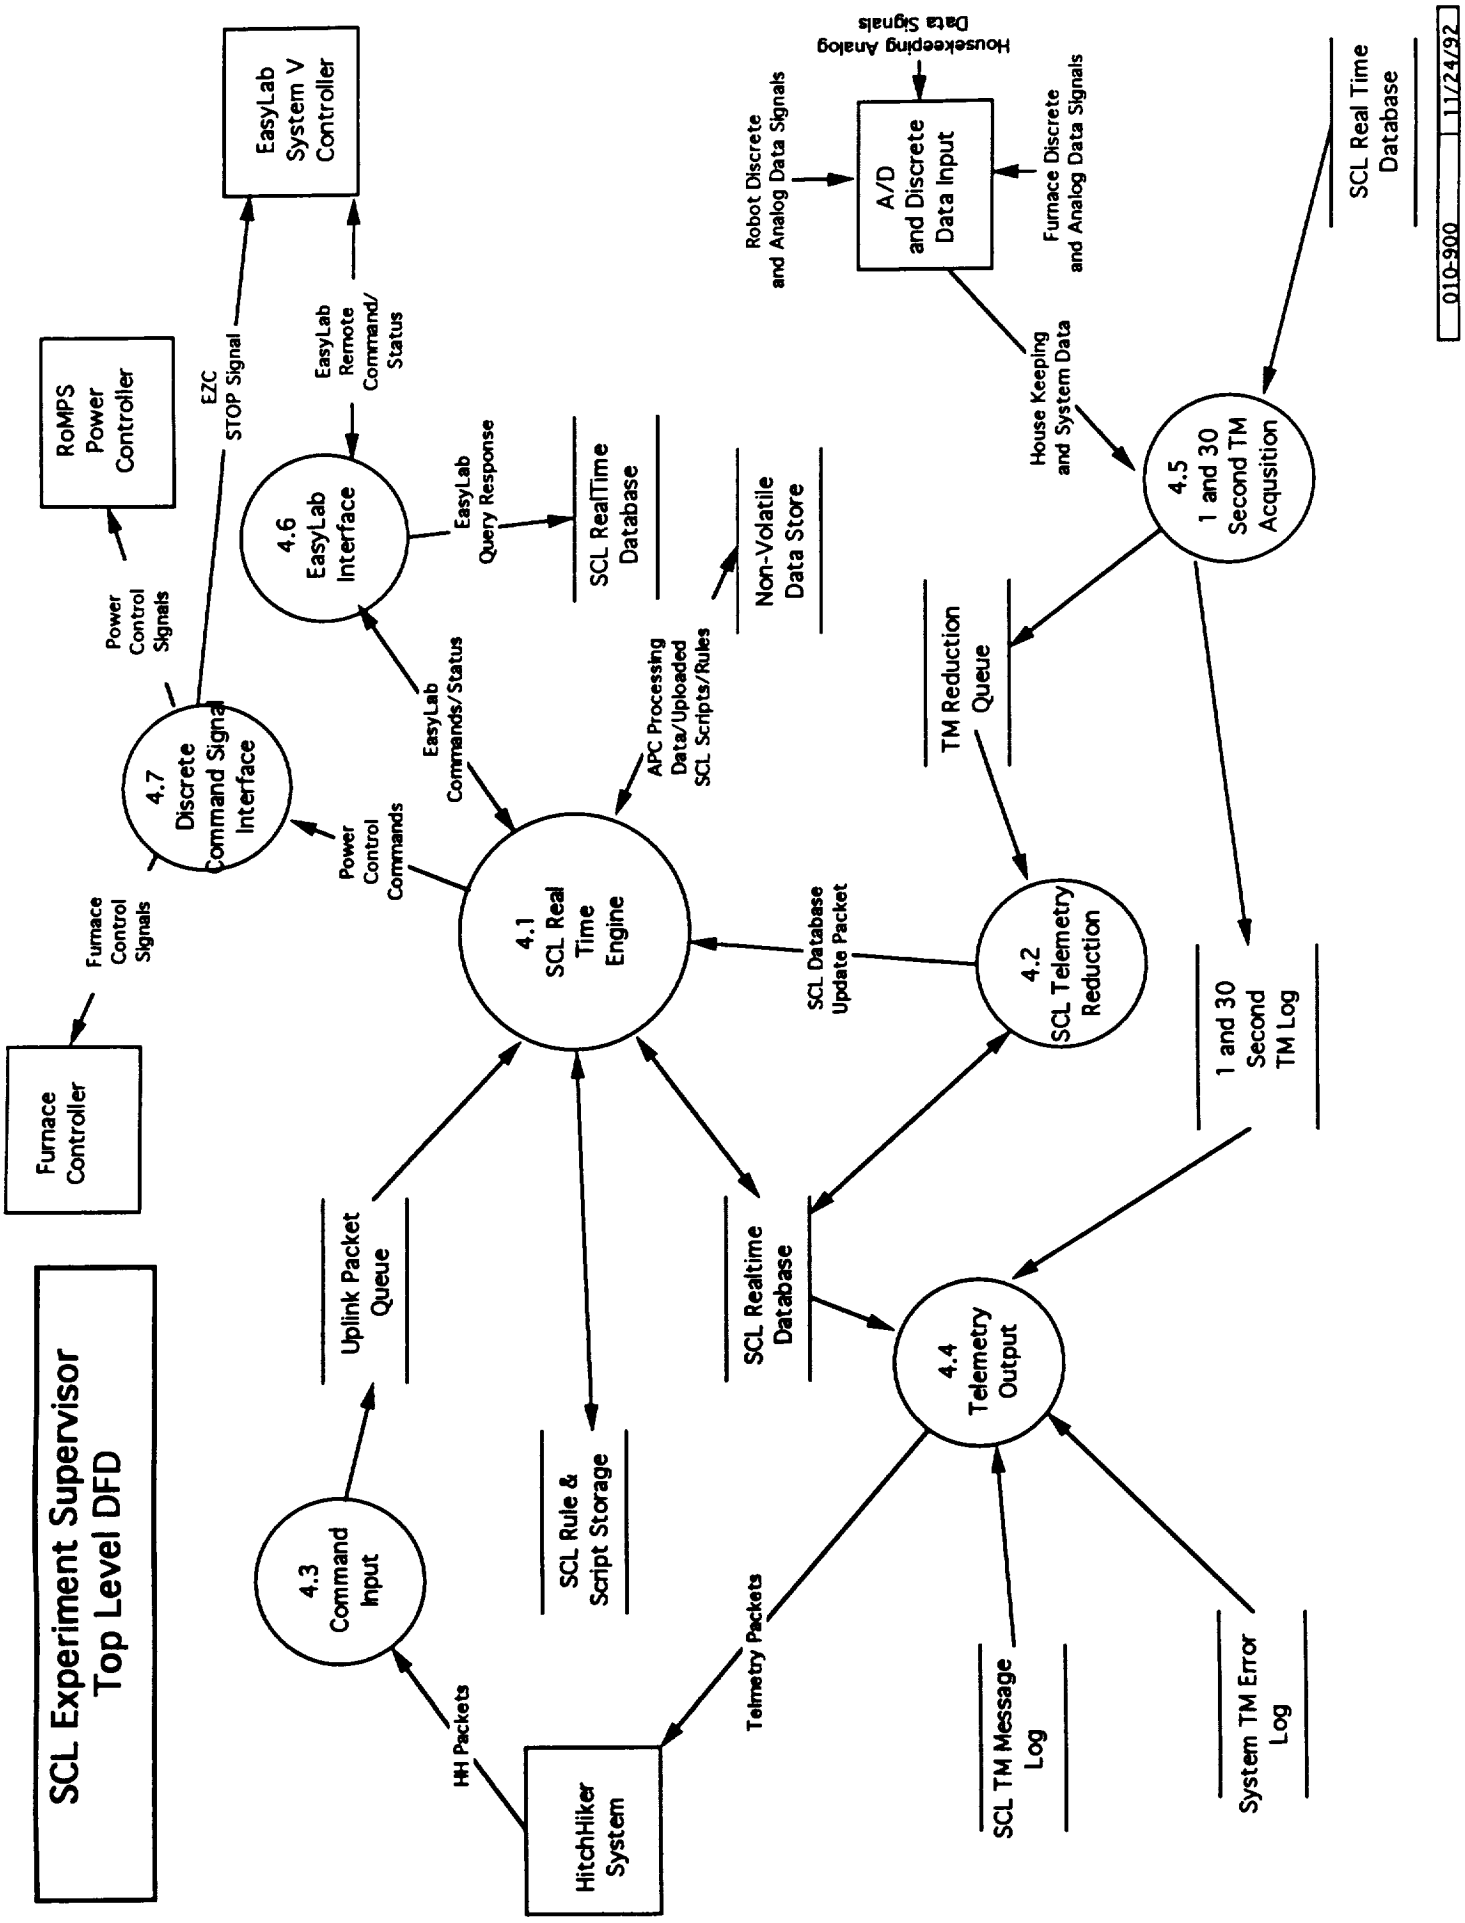 SCL Experiment Supervisor
Top Level DFD
Furnace
Controller
Furnace
Control
Signals
RoMPS
Power
Controller
Power
Control
Signals
EZC
STOP Signal
EasyLab
System V
Controller
4.7
Discrete
Command Signal
Interface
EasyLab
Remote
Command/
Status
4.6
EasyLab
Interface
Power
Control
Commands
EasyLab
Commands/Status
EasyLab
Query Response
SCL RealTime
Database
4.3
Command
Input
Uplink Packet
Queue
HH Packets
HitchHiker
System
SCL Rule &
Script Storage
4.1
SCL Real
Time
Engine
APC Processing
Data/Uploaded
SCL Scripts/Rules
Non-Volatile
Data Store
Robot Discrete
and Analog Data Signals
Housekeeping Analog
Data Signals
A/D
and Discrete
Data Input
Furnace Discrete
and Analog Data Signals
Telmetry Packets
SCL Realtime
Database
SCL Database
Update Packet
TM Reduction
Queue
House Keeping
and System Data
4.4
Telemetry
Output
4.2
SCL Telemetry
Reduction
4.5
1 and 30
Second TM
Acqusition
SCL TM Message
Log
1 and 30
Second
TM Log
System TM Error
Log
SCL Real Time
Database
010-900
11/24/92